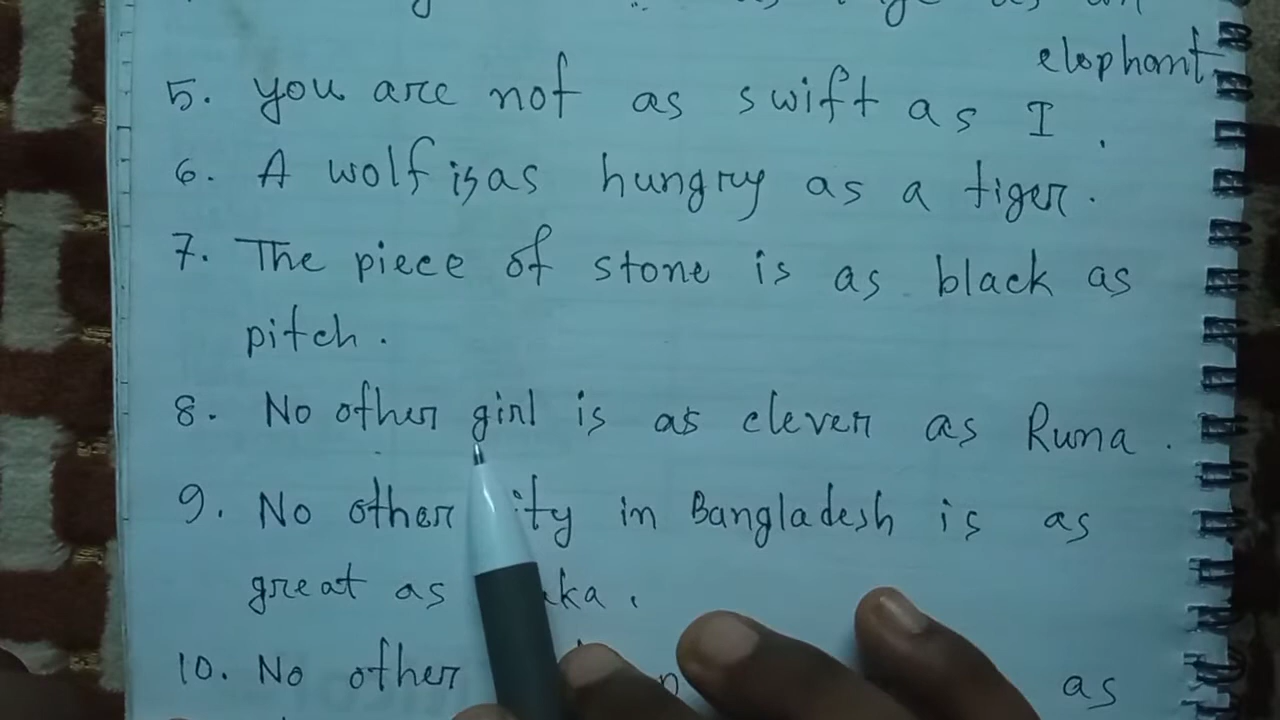 elephant
5. you are not as swift as I.
6. A wolf is as hungry as a tiger.
7. The piece of stone is as black as
pitch.
8. No other girl is as clever as Runa.
9. No other in Bangladesh is as
great as
10. No other as